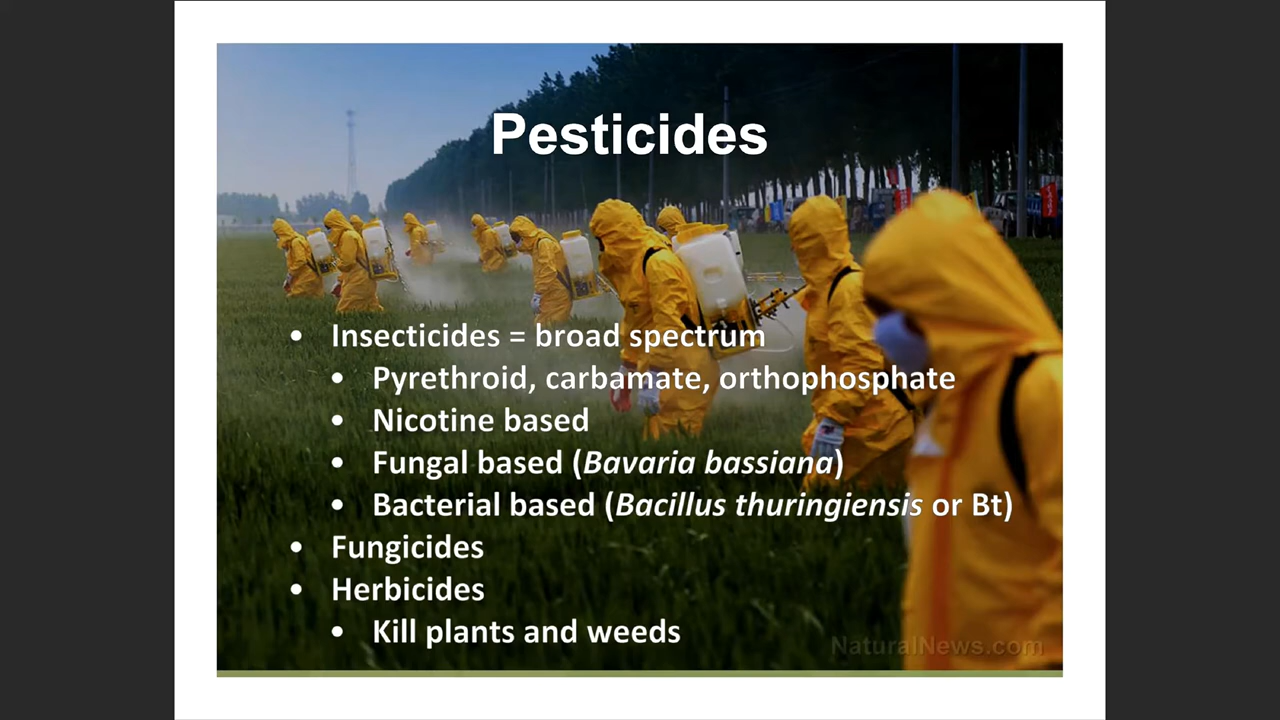 Pesticides
• Insecticides = broad spectrum
• Pyrethroid, carbamate, orthophosphate
• Nicotine based
• Fungal based (Bavaria bassiana)
• Bacterial based (Bacillus thuringiensis or Bt)
• Fungicides
• Herbicides
• Kill plants and weeds
NaturalNews.com